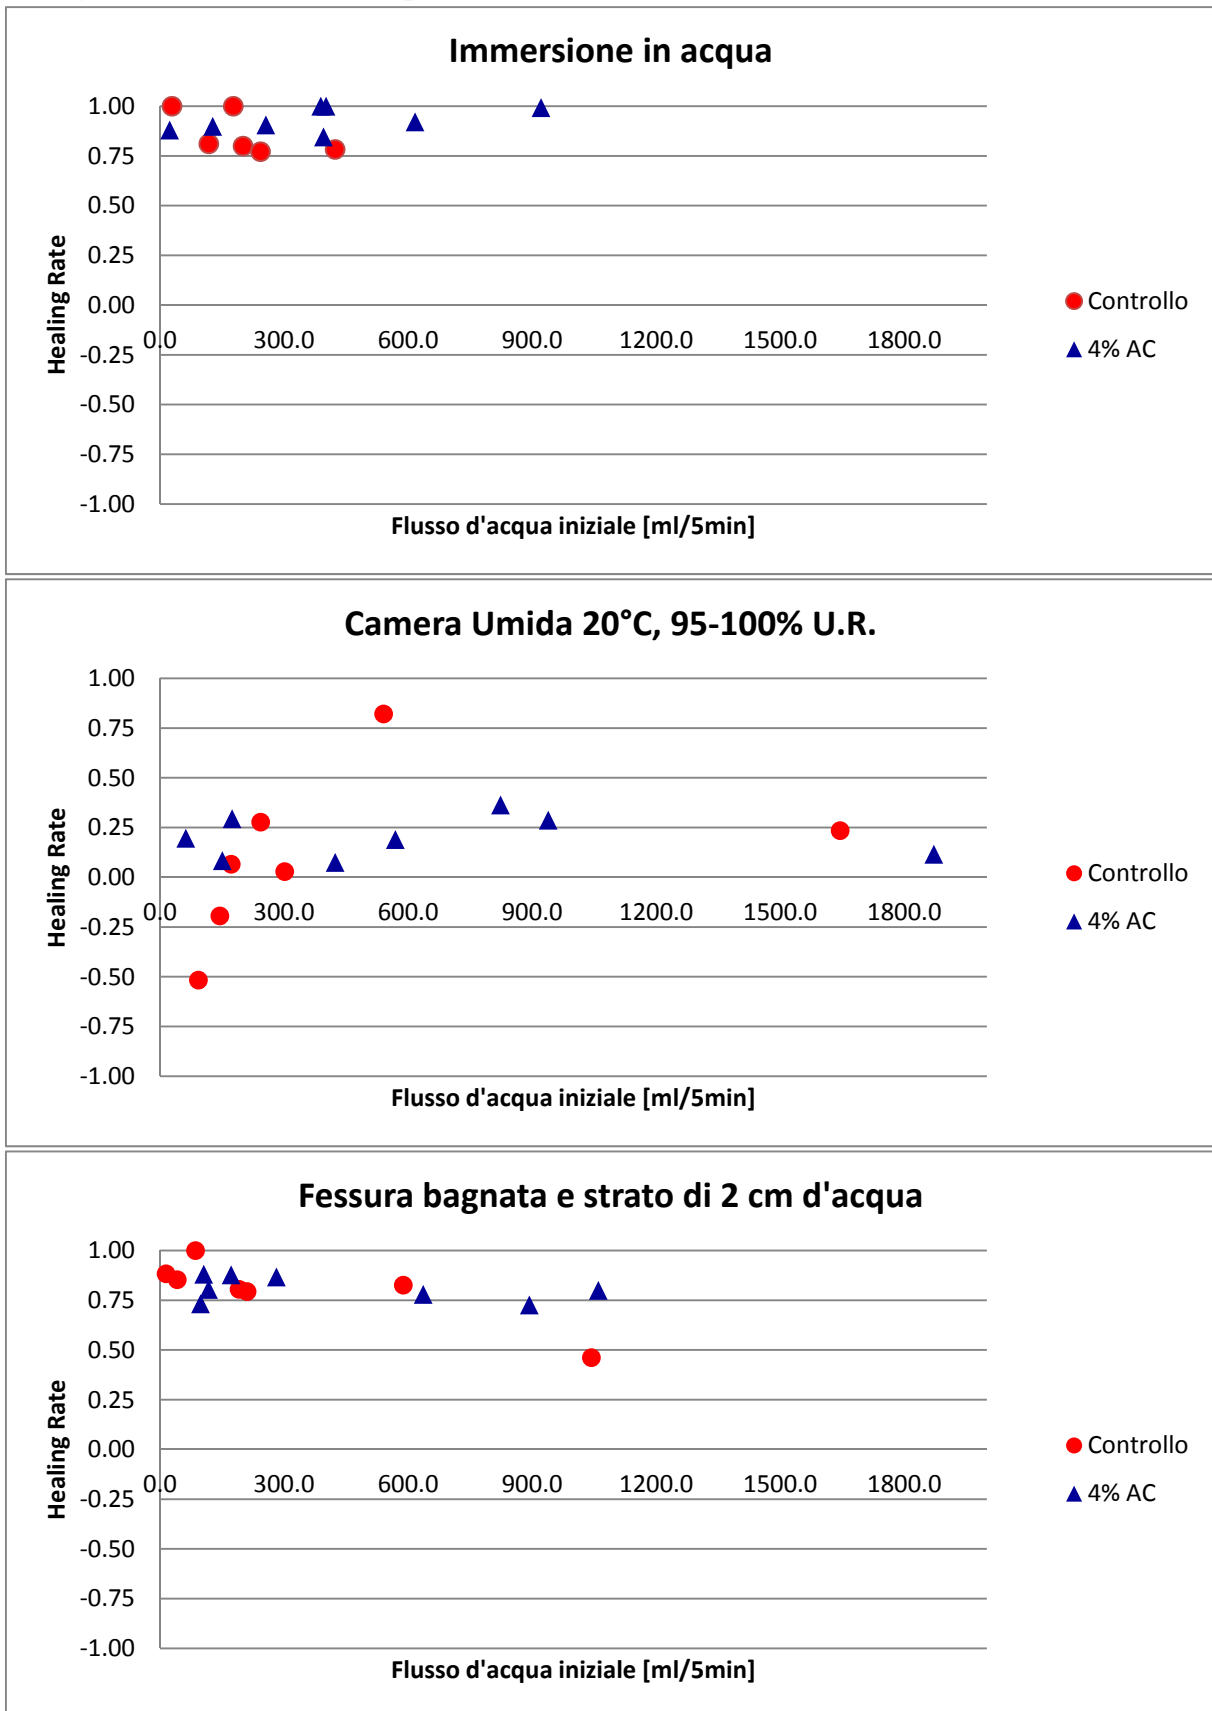 Immersione in acqua
1.00
0.75
0.50
0.25
0.00
-0.25
-0.50
-0.75
-1.00
0.0 300.0 600.0 900.0 1200.0 1500.0 1800.0
Healing Rate
Flusso d'acqua iniziale [ml/5min]
Controllo
4% AC
Camera Umida 20°C, 95-100% U.R.
1.00
0.75
0.50
0.25
0.00
-0.25
-0.50
-0.75
-1.00
0.0 300.0 600.0 900.0 1200.0 1500.0 1800.0
Healing Rate
Flusso d'acqua iniziale [ml/5min]
Controllo
4% AC
Fessura bagnata e strato di 2 cm d'acqua
1.00
0.75
0.50
0.25
0.00
-0.25
-0.50
-0.75
-1.00
0.0 300.0 600.0 900.0 1200.0 1500.0 1800.0
Healing Rate
Flusso d'acqua iniziale [ml/5min]
Controllo
4% AC